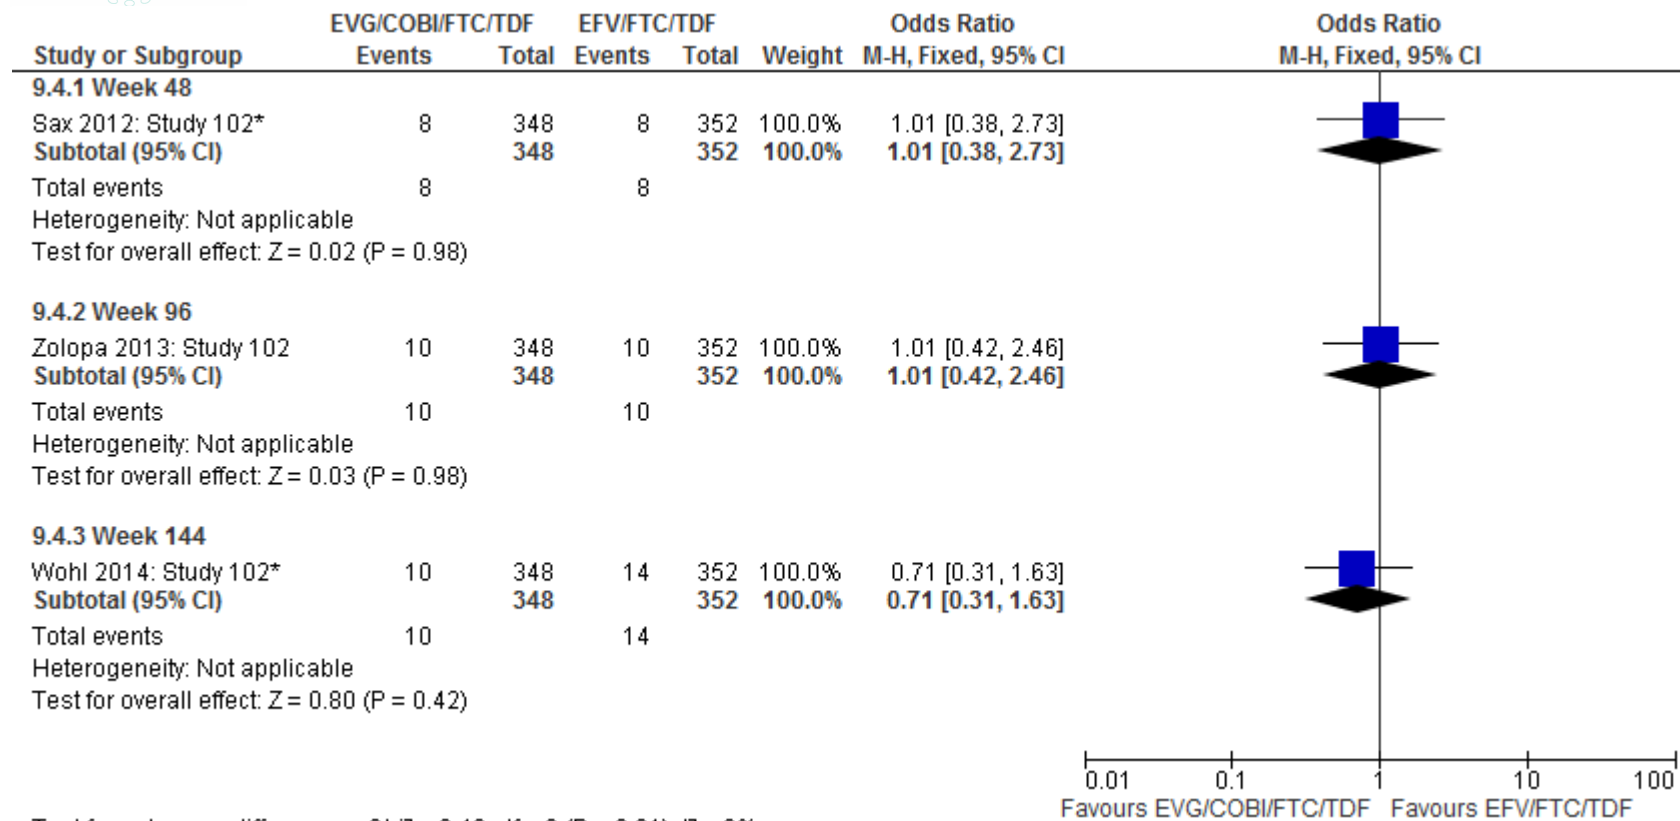 EVG/COBI/FTC/TDF EFV/FTC/TDF Odds Ratio Odds Ratio
Study or Subgroup Events Total Events Total Weight M-H, Fixed, 95% CI M-H, Fixed, 95% CI
9.4.1 Week 48
Sax 2012: Study 102* 8 348 8 352 100.0% 1.01 [0.38, 2.73]
Subtotal (95% CI) 348 352 100.0% 1.01 [0.38, 2.73]
Total events 8 8
Heterogeneity: Not applicable
Test for overall effect: Z = 0.02 (P = 0.98)
9.4.2 Week 96
Zolopa 2013: Study 102 10 348 10 352 100.0% 1.01 [0.42, 2.46]
Subtotal (95% CI) 348 352 100.0% 1.01 [0.42, 2.46]
Total events 10 10
Heterogeneity: Not applicable
Test for overall effect: Z = 0.03 (P = 0.98)
9.4.3 Week 144
Wohl 2014: Study 102* 10 348 14 352 100.0% 0.71 [0.31, 1.63]
Subtotal (95% CI) 348 352 100.0% 0.71 [0.31, 1.63]
Total events 10 14
Heterogeneity: Not applicable
Test for overall effect: Z = 0.80 (P = 0.42)
0.01 0.1 1 10 100
Favours EVG/COBI/FTC/TDF Favours EFV/FTC/TDF